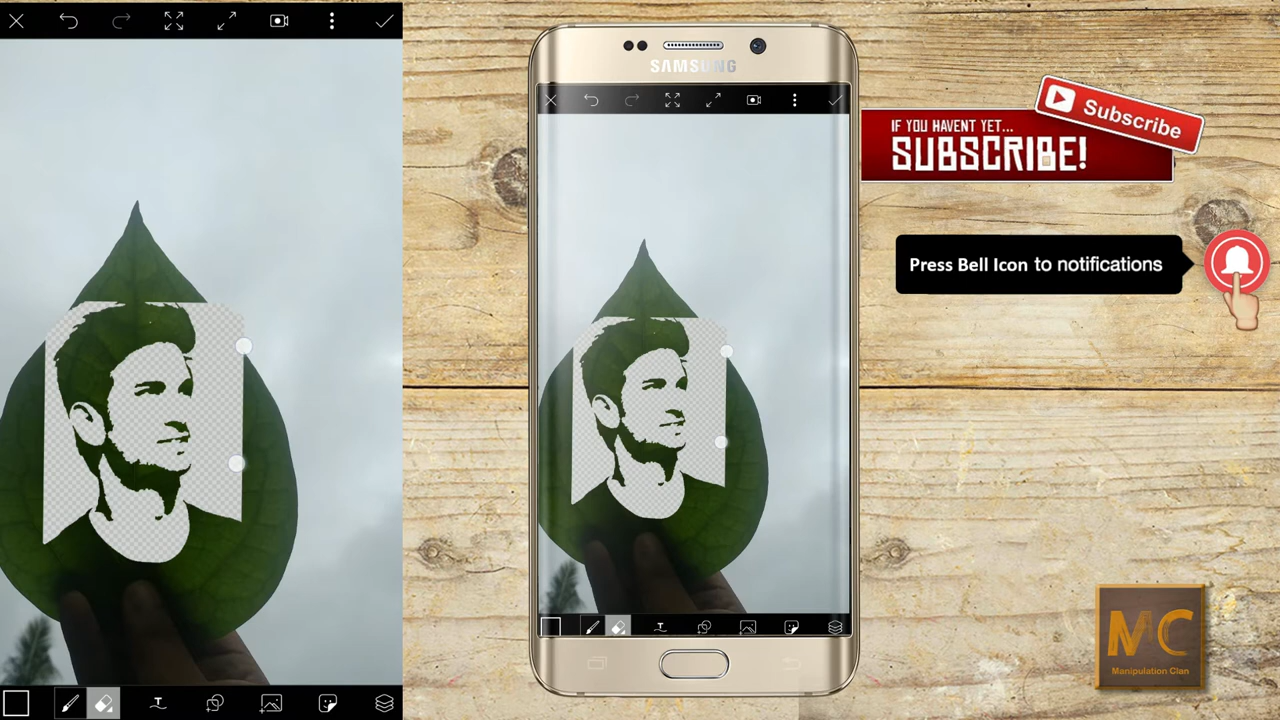 SAMSUNG
Subscribe
IF YOU HAVENT YET...
SUBSCRIBE!
Press Bell Icon to notifications
MC
Manipulation Clan